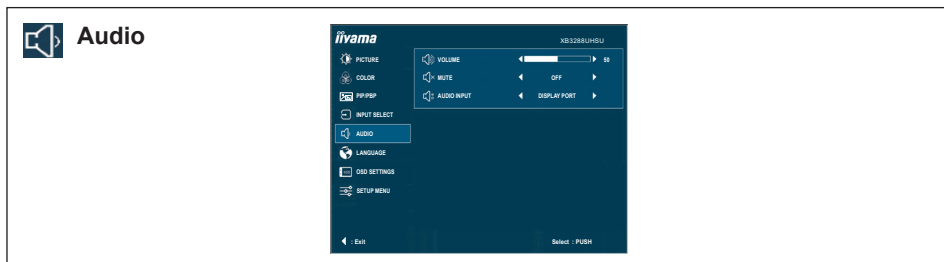 Audio
iiyama
XB3288UHSU
PICTURE
VOLUME
50
COLOR
MUTE
OFF
PIP/PBP
AUDIO INPUT
DISPLAY PORT
INPUT SELECT
AUDIO
LANGUAGE
OSD SETTINGS
SETUP MENU
: Exit
Select : PUSH